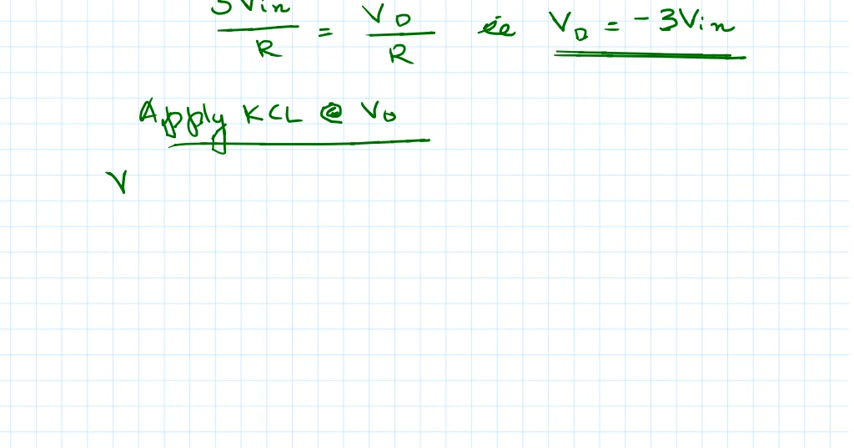 3Vin/R = Vo/R ie Vo = -3Vin
Apply KCL @ Vo
V